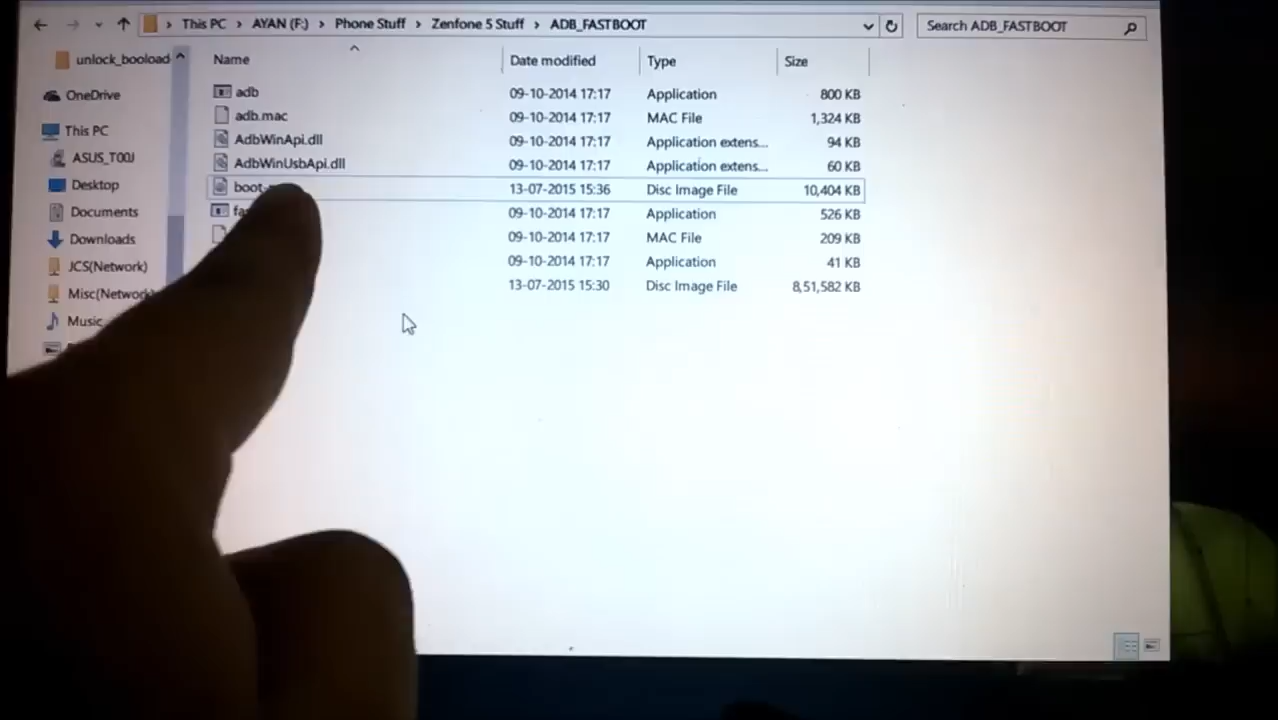 This PC > AYAN (F:) > Phone Stuff > Zenfone 5 Stuff > ADB_FASTBOOT
Search ADB_FASTBOOT
unlock_booload
OneDrive
This PC
ASUS_T00J
Desktop
Documents
Downloads
JCS(Network)
Misc(Network)
Music
Name Date modified Type Size
adb 09-10-2014 17:17 Application 800 KB
adb.mac 09-10-2014 17:17 MAC File 1,324 KB
AdbWinApi.dll 09-10-2014 17:17 Application extens... 94 KB
AdbWinUsbApi.dll 09-10-2014 17:17 Application extens... 60 KB
13-07-2015 15:36 Disc Image File 10,404 KB
09-10-2014 17:17 Application 526 KB
09-10-2014 17:17 MAC File 209 KB
09-10-2014 17:17 Application 41 KB
13-07-2015 15:30 Disc Image File 8,51,582 KB